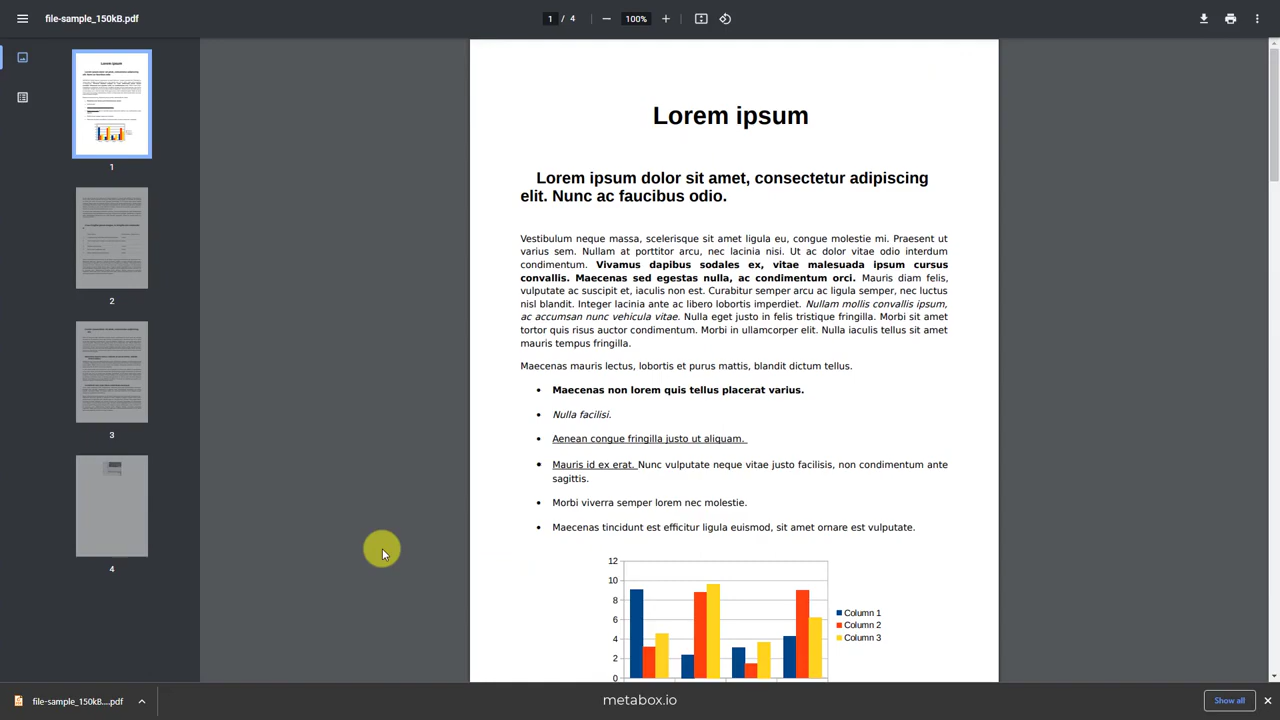 file-sample_150kB.pdf
1 / 4
100%
1
2
3
4
Lorem ipsum
Lorem ipsum dolor sit amet, consectetur adipiscing
elit. Nunc ac faucibus odio.
Vestibulum neque massa, scelerisque sit amet ligula eu, congue molestie mi. Praesent ut
varius sem. Nullam at porttitor arcu, nec lacinia nisi. Ut ac dolor vitae odio interdum
condimentum. Vivamus dapibus sodales ex, vitae malesuada ipsum cursus
convallis. Maecenas sed egestas nulla, ac condimentum orci. Mauris diam felis,
vulputate ac suscipit et, iaculis non est. Curabitur semper arcu ac ligula semper, nec luctus
nisl blandit. Integer lacinia ante ac libero lobortis imperdiet. Nullam mollis convallis ipsum,
ac accumsan nunc vehicula vitae. Nulla eget justo in felis tristique fringilla. Morbi sit amet
tortor quis risus auctor condimentum. Morbi in ullamcorper elit. Nulla iaculis tellus sit amet
mauris tempus fringilla.
Maecenas mauris lectus, lobortis et purus mattis, blandit dictum tellus.
• Maecenas non lorem quis tellus placerat varius.
• Nulla facilisi.
• Aenean congue fringilla justo ut aliquam.
• Mauris id ex erat. Nunc vulputate neque vitae justo facilisis, non condimentum ante
sagittis.
• Morbi viverra semper lorem nec molestie.
• Maecenas tincidunt est efficitur ligula euismod, sit amet ornare est vulputate.
12
10
8
6
4
2
0
Column 1
Column 2
Column 3
file-sample_150kB....pdf
metabox.io
Show all